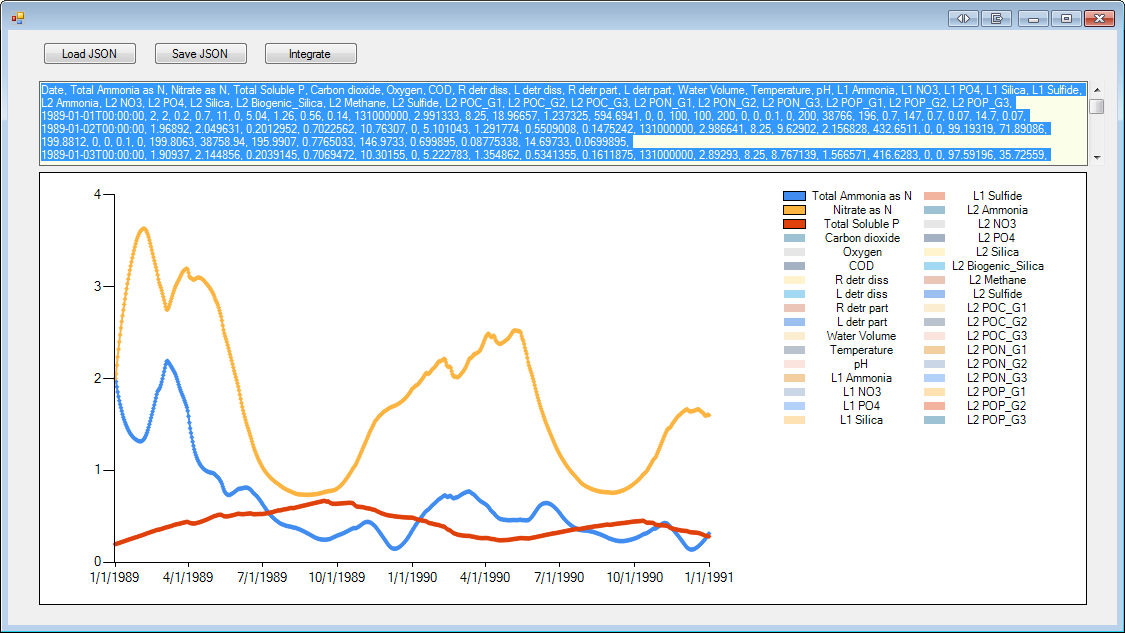 Load JSON
Save JSON
Integrate
Date, Total Ammonia as N, Nitrate as N, Total Soluble P, Carbon dioxide, Oxygen, COD, R detr diss, L detr diss, R detr part, L detr part, Water Volume, Temperature, pH, L1 Ammonia, L1 NO3, L1 PO4, L1 Silica, L1 Sulfide,
L2 Ammonia, L2 NO3, L2 PO4, L2 Silica, L2 Biogenic_Silica, L2 Methane, L2 Sulfide, L2 POC_G1, L2 POC_G2, L2 POC_G3, L2 PON_G1, L2 PON_G2, L2 PON_G3, L2 POP_G1, L2 POP_G2, L2 POP_G3,
1989-01-01T00:00:00, 2, 2, 0.2, 0.7, 11, 0, 5.04, 1.26, 0.56, 0.14, 131000000, 2.991333, 8.25, 18.96657, 1.237325, 594.6941, 0, 0, 100, 100, 200, 0, 0, 0.1, 0, 200, 38766, 196, 0.7, 147, 0.7, 0.07, 14.7, 0.07,
1989-01-02T00:00:00, 1.96892, 2.049631, 0.2012952, 0.7022562, 10.76307, 0, 5.101043, 1.291774, 0.5509008, 0.1475242, 131000000, 2.986641, 8.25, 9.62902, 2.156828, 432.6511, 0, 0, 99.19319, 71.89086,
199.8812, 0, 0, 0.1, 0, 199.8063, 38758.94, 195.9907, 0.7765033, 146.9733, 0.699895, 0.08775338, 14.69733, 0.0699895,
1989-01-03T00:00:00, 1.90937, 2.144856, 0.2039145, 0.7069472, 10.30155, 0, 5.222783, 1.354862, 0.5341355, 0.1611875, 131000000, 2.89293, 8.25, 8.767139, 1.566571, 416.6283, 0, 0, 97.59196, 35.72559,
4
3
2
1
0
1/1/1989
4/1/1989
7/1/1989
10/1/1989
1/1/1990
4/1/1990
7/1/1990
10/1/1990
1/1/1991
Total Ammonia as N
Nitrate as N
Total Soluble P
Carbon dioxide
Oxygen
COD
R detr diss
L detr diss
R detr part
L detr part
Water Volume
Temperature
pH
L1 Ammonia
L1 NO3
L1 PO4
L1 Silica
L1 Sulfide
L2 Ammonia
L2 NO3
L2 PO4
L2 Silica
L2 Biogenic_Silica
L2 Methane
L2 Sulfide
L2 POC_G1
L2 POC_G2
L2 POC_G3
L2 PON_G1
L2 PON_G2
L2 PON_G3
L2 POP_G1
L2 POP_G2
L2 POP_G3